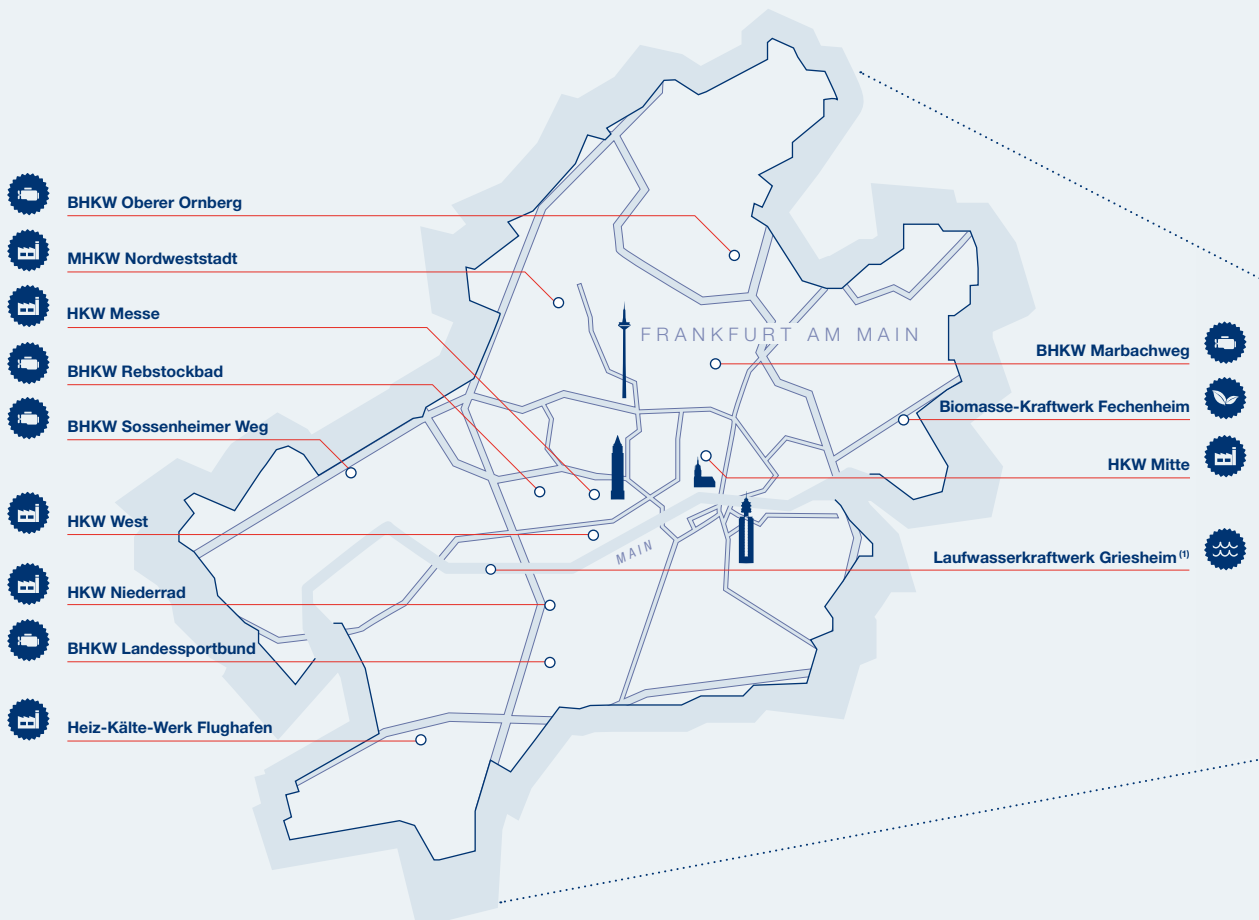 BHKW Oberer Ornberg
MHKW Nordweststadt
HKW Messe
BHKW Rebstockbad
BHKW Sossenheimer Weg
HKW West
HKW Niederrad
BHKW Landessportbund
Heiz-Kälte-Werk Flughafen
FRANKFURT AM MAIN
MAIN
BHKW Marbachweg
Biomasse-Kraftwerk Fechenheim
HKW Mitte
Laufwasserkraftwerk Griesheim (1)